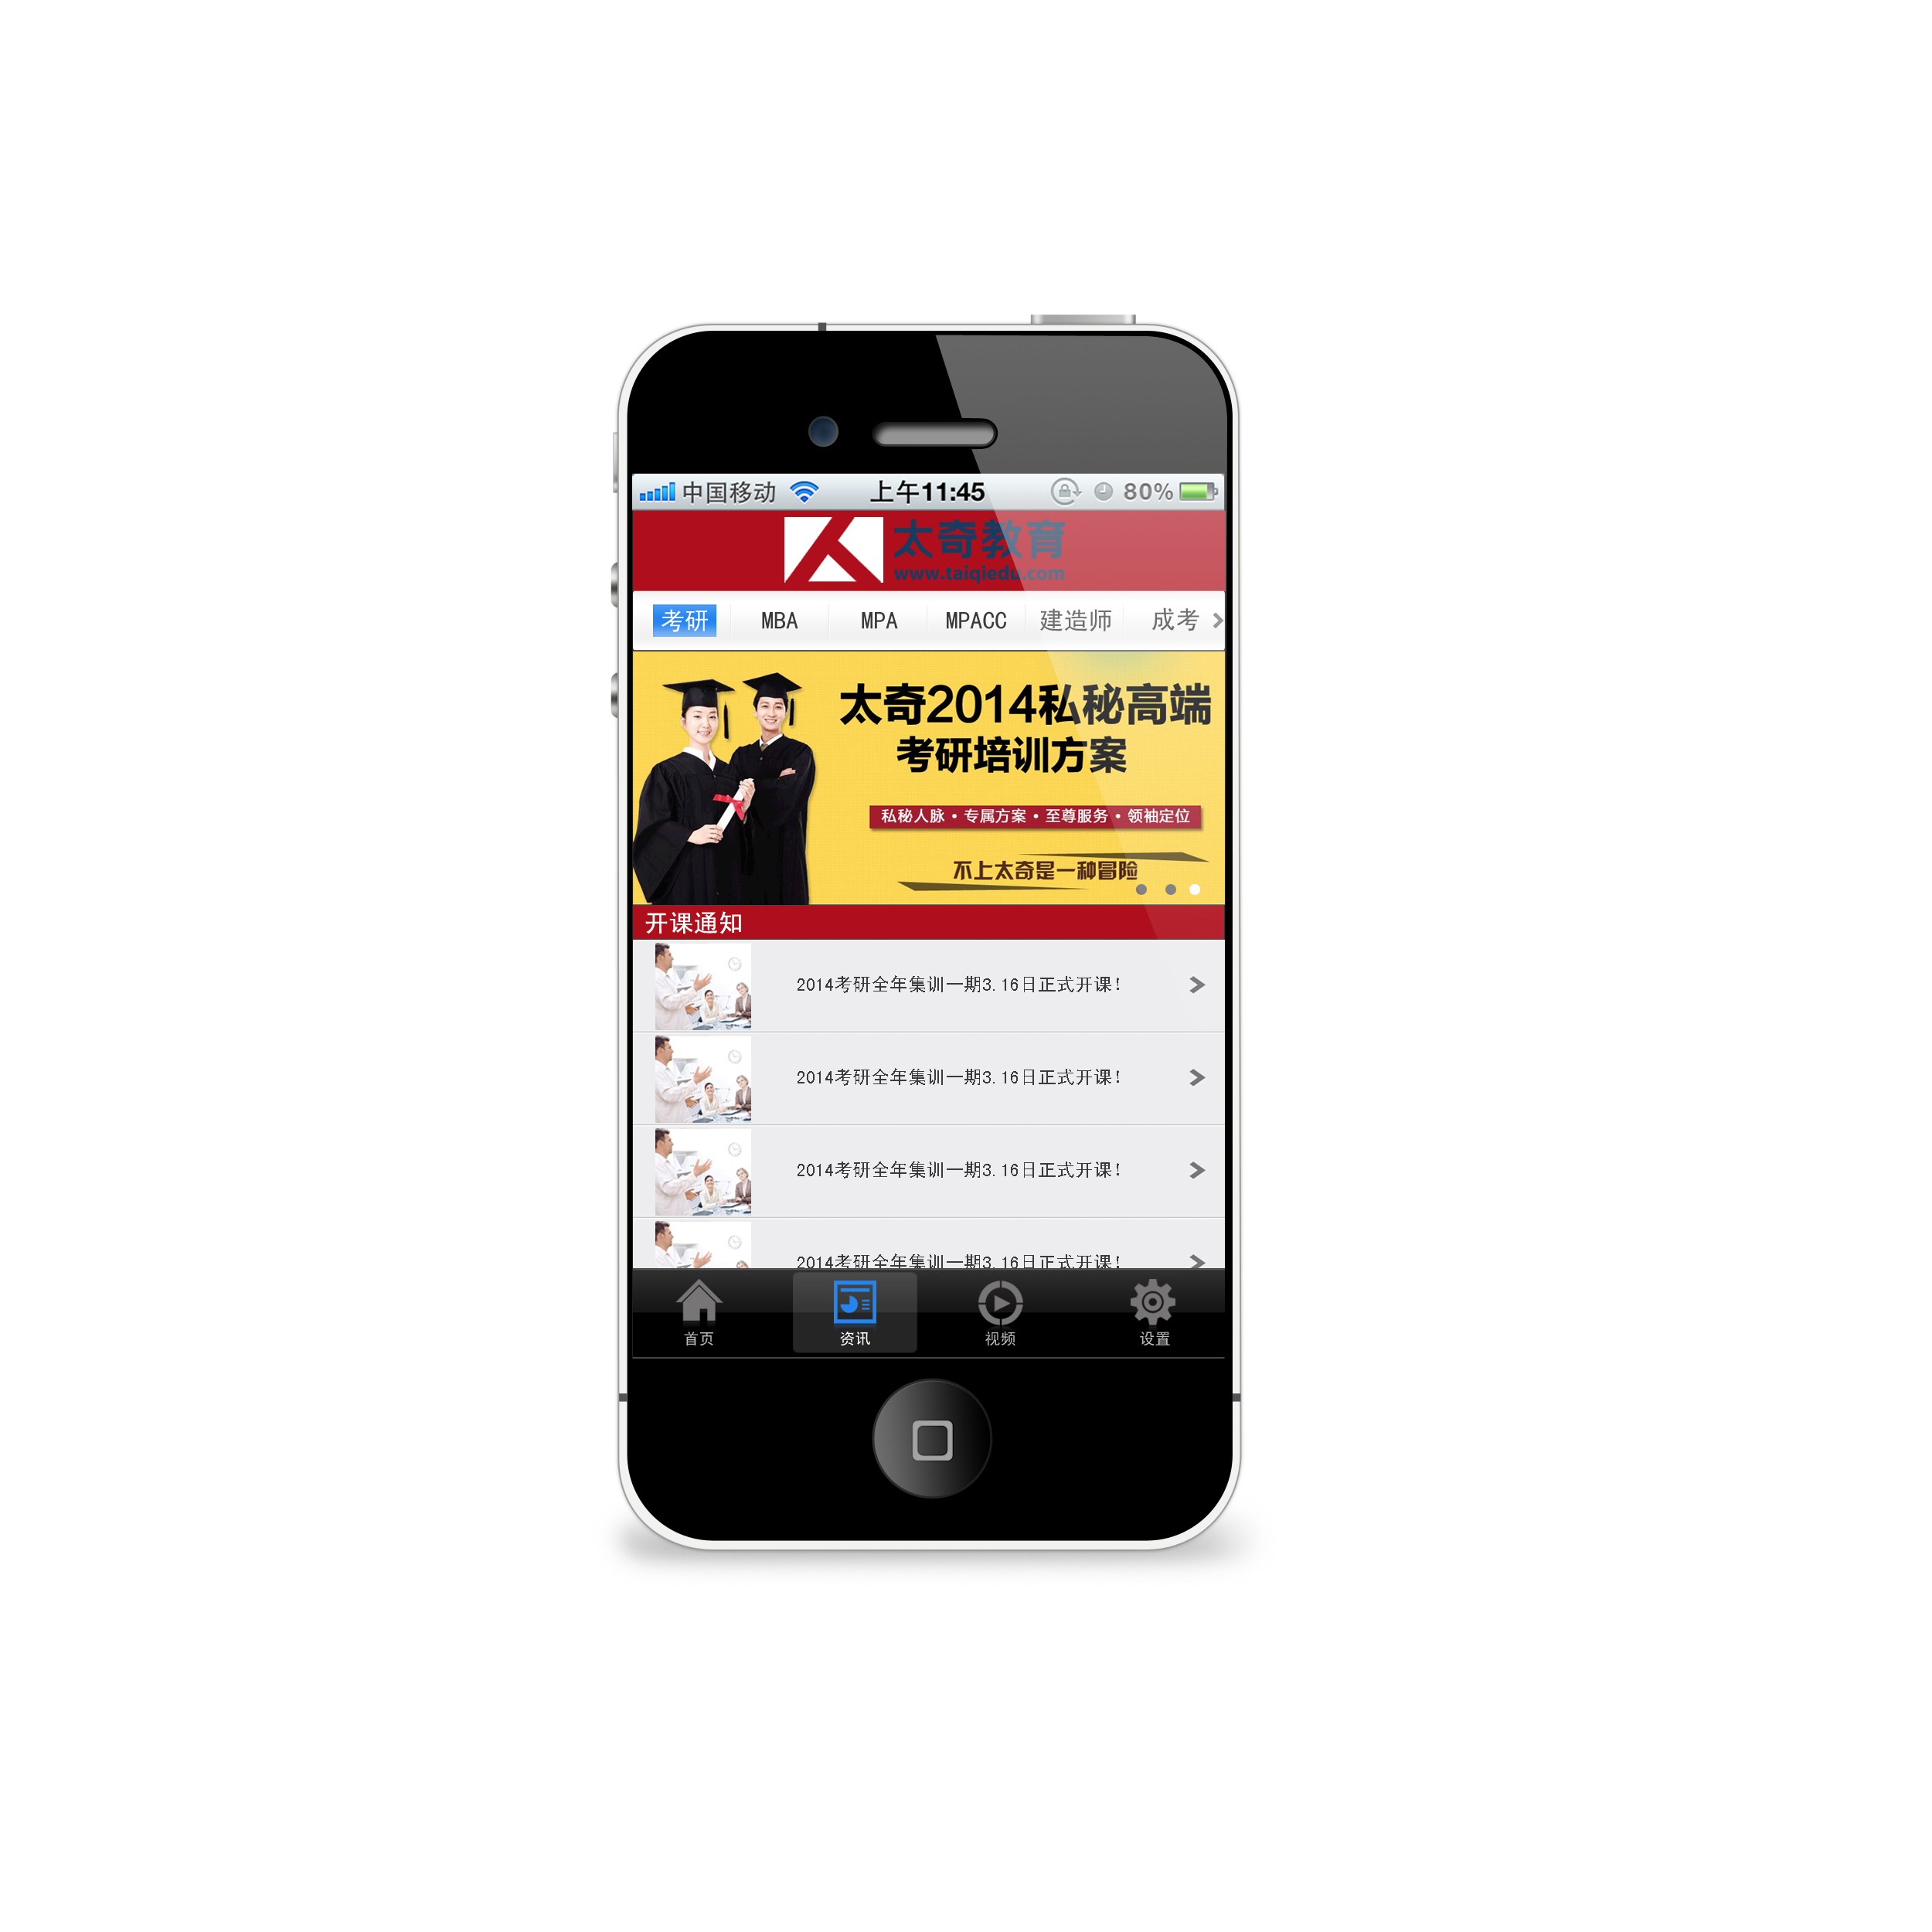 中国移动 上午11:45 80%
太奇教育
www.taiqiedu.com
考研 MBA MPA MPACC 建造师 成考
太奇2014私秘高端
考研培训方案
私秘人脉·专属方案·至尊服务·领袖定位
不上太奇是一种冒险
开课通知
2014考研全年集训一期3.16日正式开课!
2014考研全年集训一期3.16日正式开课!
2014考研全年集训一期3.16日正式开课!
2014考研全年集训一期3.16日正式开课!
首页 资讯 视频 设置